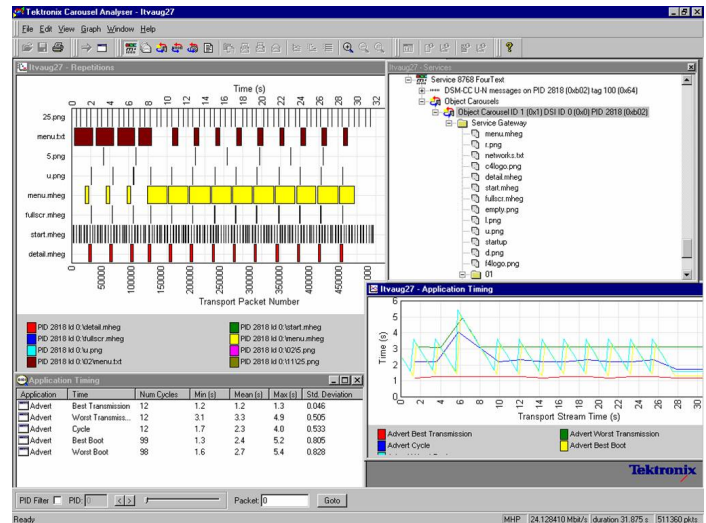 Tektronix Carousel Analyser - Itvaug27
File Edit View Graph Window Help
Itvaug27 - Repetitions
Time (s)
0 2 4 6 8 10 12 14 16 18 20 22 24 26 28 30 32
25.png
menu.txt
5.png
u.png
menu.mheg
fullscr.mheg
start.mheg
detail.mheg
0 50000 100000 150000 200000 250000 300000 350000 400000 450000
Transport Packet Number
PID 2818 Id 0:\detail.mheg
PID 2818 Id 0:\start.mheg
PID 2818 Id 0:\fullscr.mheg
PID 2818 Id 0:\menu.mheg
PID 2818 Id 0:\u.png
PID 2818 Id 0:\02\5.png
PID 2818 Id 0:\02\menu.txt
PID 2818 Id 0:\11\25.png
Itvaug27 - Services
Service 8768 FourText
DSM-CC U-N messages on PID 2818 (0xb02) tag 100 (0x64)
Object Carousels
Object Carousel ID 1 (0x1) DSI ID 0 (0x0) PID 2818 (0xb02)
Service Gateway
menu.mheg
r.png
networks.txt
c4logo.png
detail.mheg
start.mheg
fullscr.mheg
empty.png
l.png
u.png
startup
d.png
f4logo.png
01
Itvaug27 - Application Timing
Time (s)
6
5
4
3
2
1
0
0 2 4 6 8 10 12 14 16 18 20 22 24 26 28 30
Transport Stream Time (s)
Advert Best Transmission
Advert Worst Transmission
Advert Cycle
Advert Best Boot
Application Timing
Application Time Num Cycles Min (s) Mean (s) Max (s) Std. Deviation
Advert Best Transmission 12 1.2 1.2 1.3 0.046
Advert Worst Transmiss... 12 3.1 3.3 4.9 0.505
Advert Cycle 12 1.7 2.3 4.0 0.533
Advert Best Boot 99 1.3 2.4 5.2 0.805
Advert Worst Boot 98 1.6 2.7 5.4 0.828
Tektronix
PID Filter PID: 0 < > Packet: 0 Goto
Ready
MHP 24.128410 Mbit/s duration 31.875 s 511360 pkts